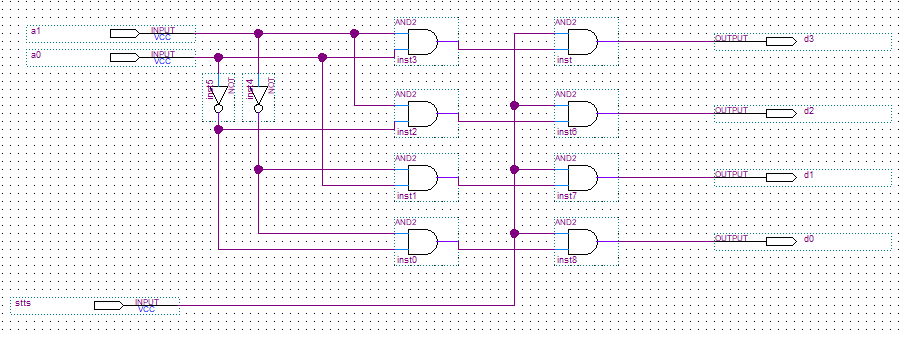 a1 INPUT VCC
a0 INPUT VCC
AND2 inst3
AND2 inst
OUTPUT d3
inst5 NOT
inst4 NOT
AND2 inst2
AND2 inst6
OUTPUT d2
AND2 inst1
AND2 inst7
OUTPUT d1
AND2 inst0
AND2 inst8
OUTPUT d0
stts INPUT VCC